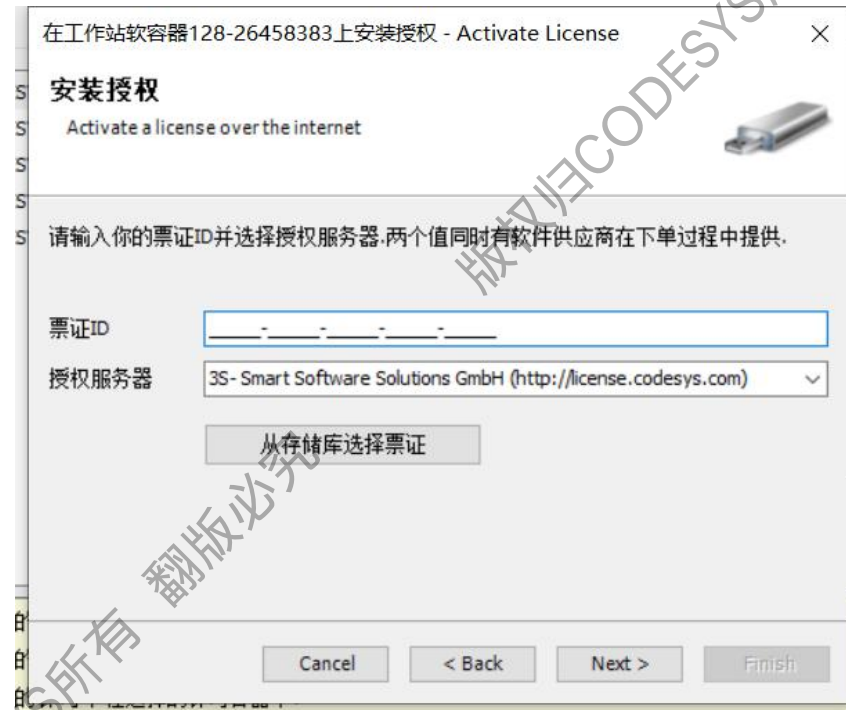 在工作站软容器128-26458383上安装授权 - Activate License
安装授权
Activate a license over the internet
请输入你的票证ID并选择授权服务器.两个值同时有软件供应商在下单过程中提供.
票证ID
_____-_____-_____-_____-_____
授权服务器
3S- Smart Software Solutions GmbH (http://license.codesys.com)
从存储库选择票证
Cancel
< Back
Next >
Finish
版权归CODESYS
所有 翻版必究